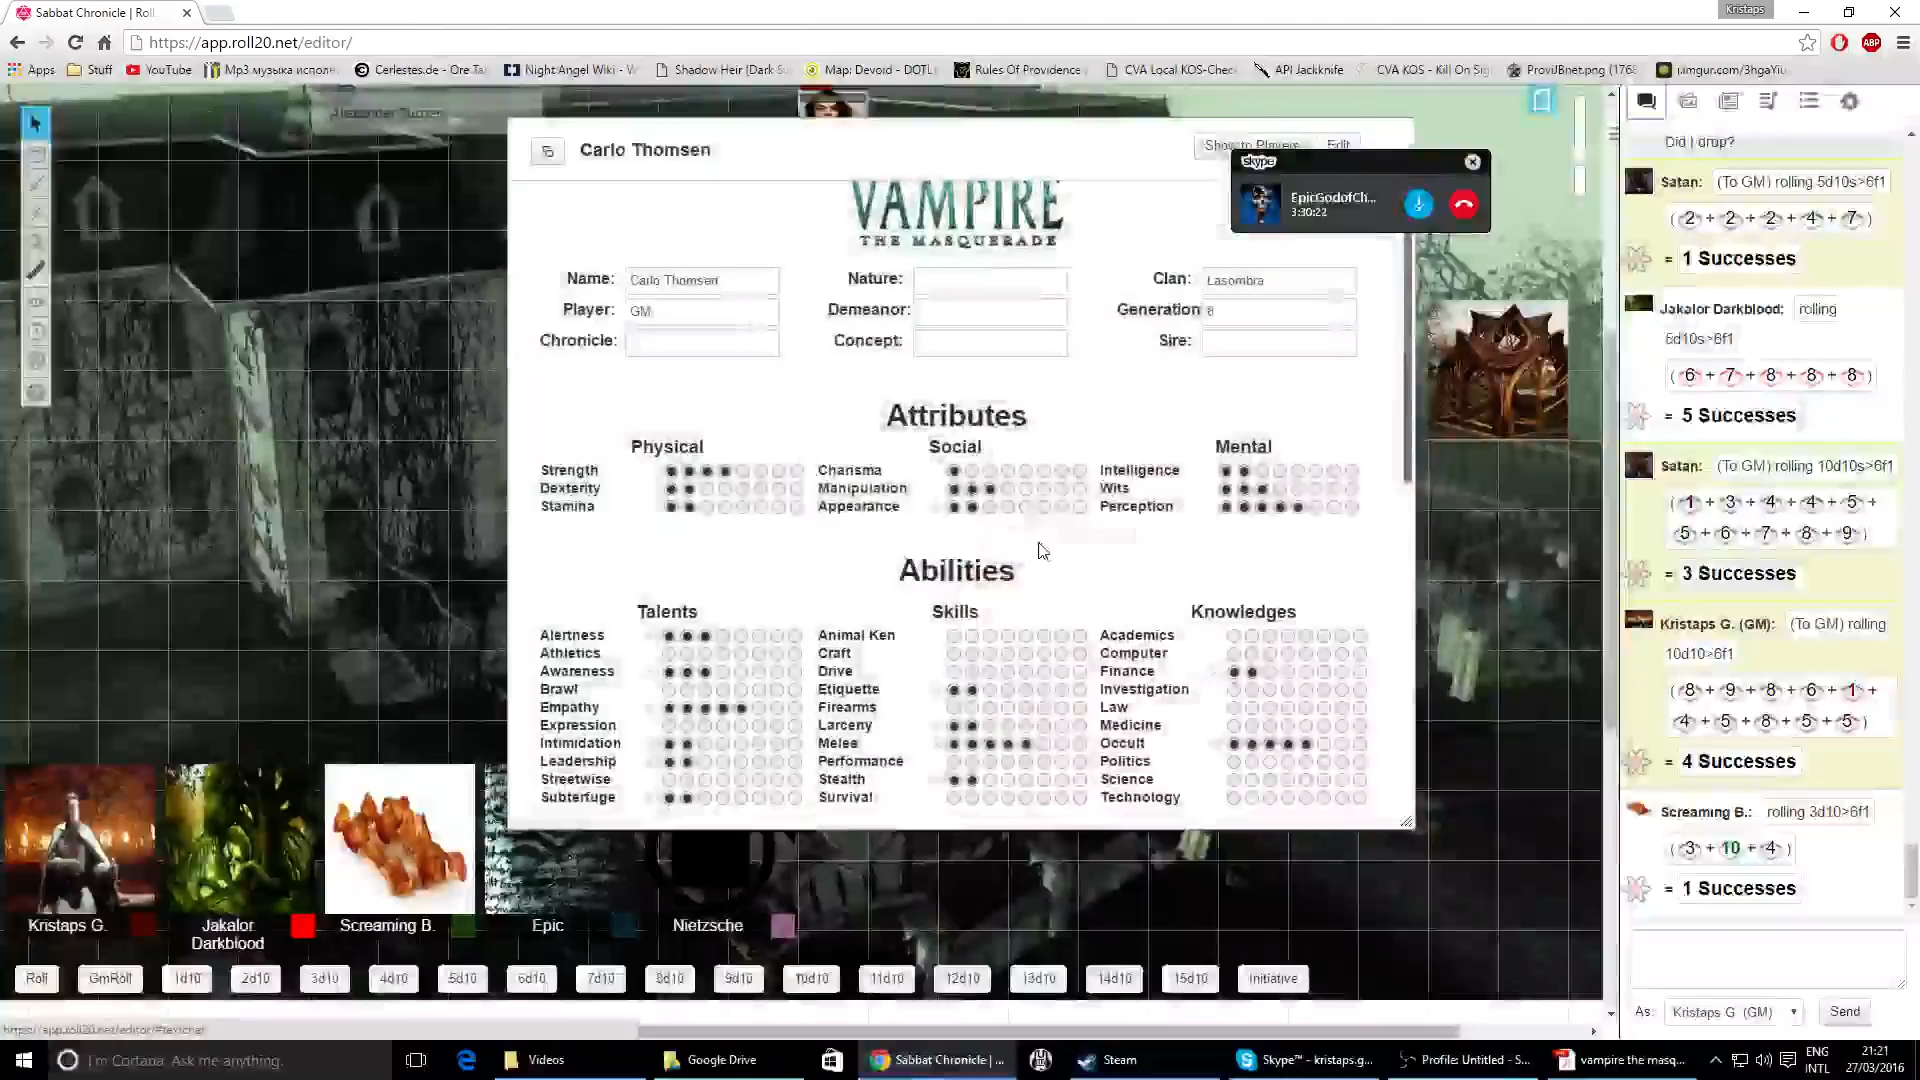 Sabbat Chronicle | Roll
Kristaps
https://app.roll20.net/editor/
Apps
Stuff
YouTube
Mp3 музыка исполн
Cerlestes.de - Ore Ta
Night Angel Wiki - W
Shadow Heir (Dark S
Map: Devoid - DOTL
Rules Of Providence
CVA Local KOS-Check
API Jackknife
CVA KOS - Kill On Sig
i.imgur.com/3hgaYiu
Carlo Thomsen
Show to Players
Edit
skype
EpicGodofCh...
3:30:22
VAMPIRE
THE MASQUERADE
Name: Carlo Thomsen
Nature:
Clan: Lasombra
Player: GM
Demeanor:
Generation 6
Chronicle:
Concept:
Sire:
Attributes
Physical
Social
Mental
Strength
Charisma
Intelligence
Dexterity
Manipulation
Wits
Stamina
Appearance
Perception
Abilities
Talents
Skills
Knowledges
Alertness
Animal Ken
Academics
Athletics
Craft
Computer
Awareness
Drive
Finance
Brawl
Etiquette
Investigation
Empathy
Firearms
Law
Expression
Larceny
Medicine
Intimidation
Melee
Occult
Leadership
Performance
Politics
Streetwise
Stealth
Science
Subterfuge
Survival
Technology
Did I drop?
Satan: (To GM) rolling 5d10s>6f1
(2 + 2 + 2 + 4 + 7)
= 1 Successes
Jakalor Darkblood: rolling
5d10s>6f1
(6 + 7 + 8 + 8 + 8)
= 5 Successes
Satan: (To GM) rolling 10d10s>6f1
(1 + 3 + 4 + 4 + 5 +
5 + 6 + 7 + 8 + 9)
= 3 Successes
Kristaps G. (GM): (To GM) rolling
10d10>6f1
(8 + 9 + 8 + 6 + 1 +
4 + 5 + 8 + 5 + 5)
= 4 Successes
Screaming B.: rolling 3d10>6f1
(3 + 10 + 4)
= 1 Successes
Kristaps G.
Jakalor
Darkblood
Screaming B.
Epic
Nietzsche
Roll
GmRoll
1d10
2d10
3d10
4d10
5d10
6d10
7d10
8d10
9d10
10d10
11d10
12d10
13d10
14d10
15d10
Initiative
As: Kristaps G (GM)
Send
https://app.roll20.net/editor/#textchat
I'm Cortana. Ask me anything.
Videos
Google Drive
Sabbat Chronicle | ...
Steam
Skype™ - kristaps.g...
Profile: Untitled - S...
vampire the masq...
ENG
INTL
21:21
27/03/2016